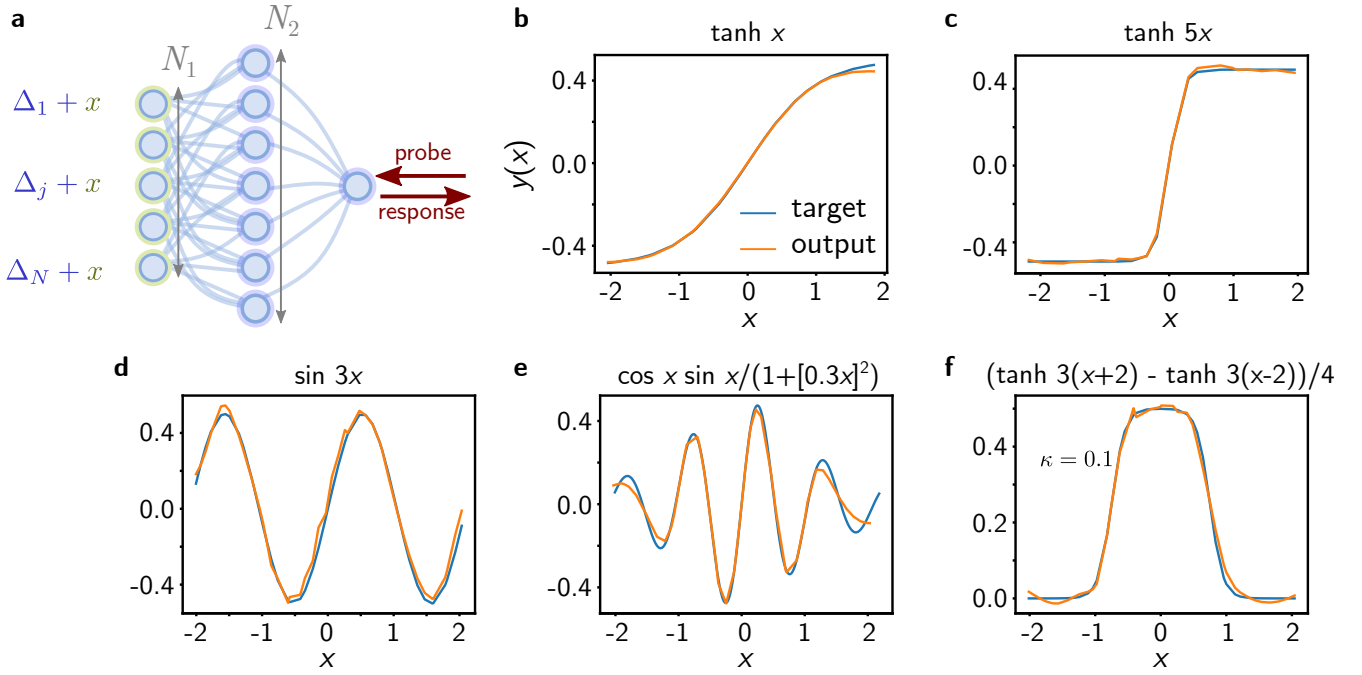 a
N₂
N₁
Δ₁ + x
Δⱼ + x
Δ_N + x
probe
response
b
tanh x
y(x)
0.4
0.0
-0.4
target
output
-2 -1 0 1 2
x
c
tanh 5x
0.4
0.0
-0.4
-2 -1 0 1 2
x
d
sin 3x
0.4
0.0
-0.4
-2 -1 0 1 2
x
e
cos x sin x/(1+[0.3x]²)
0.4
0.0
-0.4
-2 -1 0 1 2
x
f
(tanh 3(x+2) - tanh 3(x-2))/4
0.4
0.2
0.0
κ = 0.1
-2 -1 0 1 2
x